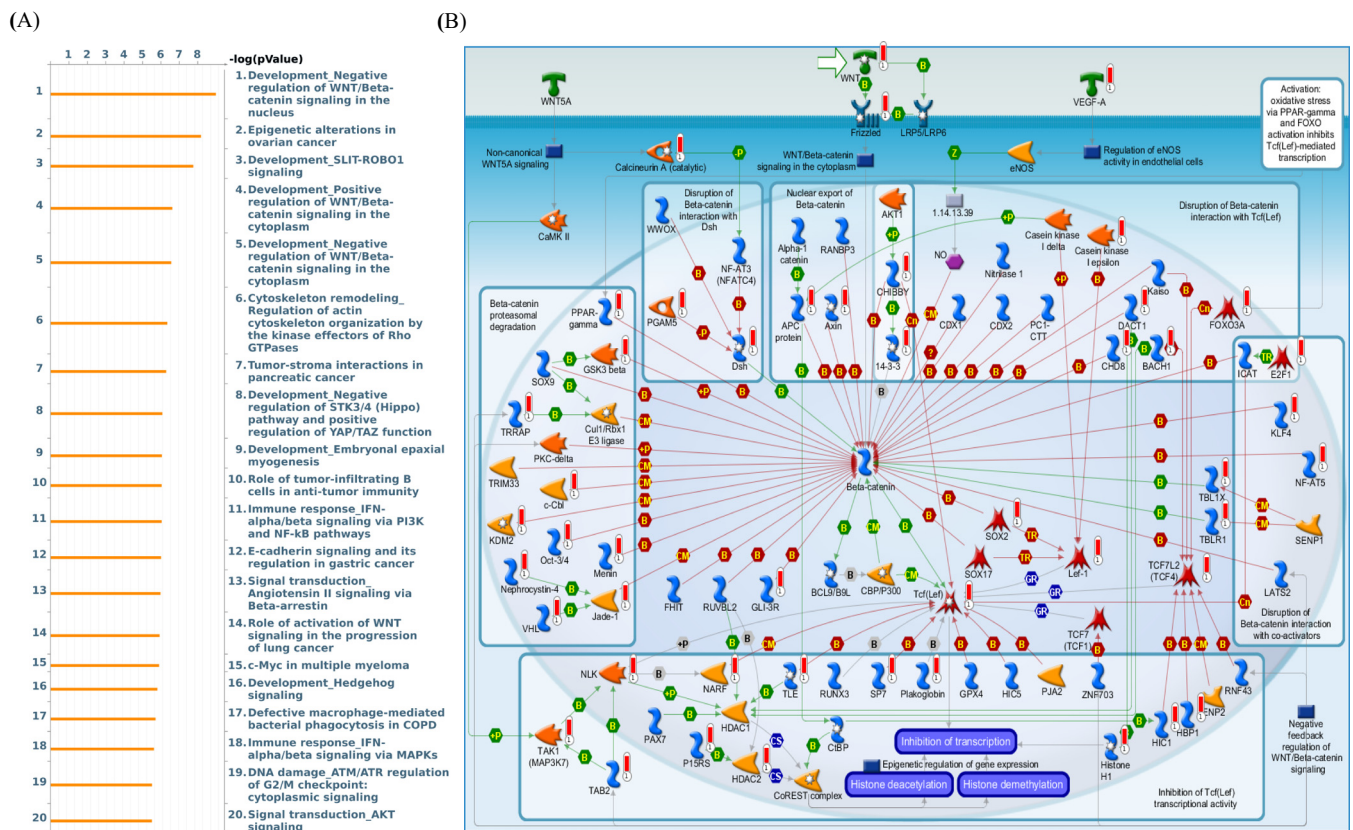 (A)
(B)
1 2 3 4 5 6 7 8
-log(pValue)
1
1. Development_Negative
regulation of WNT/Beta-
catenin signaling in the
nucleus
2
2. Epigenetic alterations in
ovarian cancer
3
3. Development_SLIT-ROBO1
signaling
4
4. Development_Positive
regulation of WNT/Beta-
catenin signaling in the
cytoplasm
5
5. Development_Negative
regulation of WNT/Beta-
catenin signaling in the
cytoplasm
6
6. Cytoskeleton remodeling_
Regulation of actin
cytoskeleton organization by
the kinase effectors of Rho
GTPases
7
7. Tumor-stroma interactions in
pancreatic cancer
8
8. Development_Negative
regulation of STK3/4 (Hippo)
pathway and positive
regulation of YAP/TAZ function
9
9. Development_Embryonal epaxial
myogenesis
10
10. Role of tumor-infiltrating B
cells in anti-tumor immunity
11
11. Immune response_IFN-
alpha/beta signaling via PI3K
and NF-kB pathways
12
12. E-cadherin signaling and its
regulation in gastric cancer
13
13. Signal transduction_
Angiotensin II signaling via
Beta-arrestin
14
14. Role of activation of WNT
signaling in the progression
of lung cancer
15
15. c-Myc in multiple myeloma
16
16. Development_Hedgehog
signaling
17
17. Defective macrophage-mediated
bacterial phagocytosis in COPD
18
18. Immune response_IFN-
alpha/beta signaling via MAPKs
19
19. DNA damage_ATM/ATR regulation
of G2/M checkpoint:
cytoplasmic signaling
20
20. Signal transduction_AKT
signaling
WNT5A
WNT
Frizzled
LRP5/LRP6
VEGF-A
Activation:
oxidative stress
via PPAR-gamma
and FOXO
activation inhibits
Tcf(Lef)-mediated
transcription
Non-canonical
WNT5A signaling
Calcineurin A (catalytic)
WNT/Beta-catenin
signaling in the cytoplasm
eNOS
Regulation of eNOS
activity in endothelial cells
CaMK II
Disruption of
Beta-catenin
interaction with
Dsh
WWOX
NF-AT3
(NFATC4)
PGAM5
Dsh
Nuclear export of
Beta-catenin
Alpha-1
catenin
RANBP3
APC
protein
Axin
AKT1
CHIBBY
14-3-3
1.14.13.39
NO
Casein kinase
I delta
Casein kinase
I epsilon
Nitrilase 1
CDX1
CDX2
PC1-
CTT
Disruption of Beta-catenin
interaction with Tcf(Lef)
Kaiso
DACT1
FOXO3A
CHD8
BACH1
ICAT
E2F1
Beta-catenin
proteasomal
degradation
PPAR-
gamma
SOX9
GSK3 beta
TRRAP
Cul1/Rbx1
E3 ligase
PKC-delta
TRIM33
c-Cbl
KDM2
Oct-3/4
Menin
Nephrocystin-4
VHL
Jade-1
Beta-catenin
KLF4
NF-AT5
TBL1X
TBLR1
SENP1
LATS2
Disruption of
Beta-catenin interaction
with co-activators
SOX2
SOX17
Lef-1
TCF7L2
(TCF4)
TCF7
(TCF1)
FHIT
RUVBL2
GLI-3R
BCL9/B9L
CBP/P300
Tcf(Lef)
NLK
NARF
TLE
RUNX3
SP7
Plakoglobin
GPX4
HIC5
PJA2
ZNF703
RNF43
HBP1
HIC1
PAX7
HDAC1
P15RS
HDAC2
CtBP
CoREST complex
TAK1
(MAP3K7)
TAB2
Inhibition of transcription
Epigenetic regulation of gene expression
Histone deacetylation
Histone demethylation
Histone
H1
Inhibition of Tcf(Lef)
transcriptional activity
Negative
feedback
regulation of
WNT/Beta-catenin
signaling